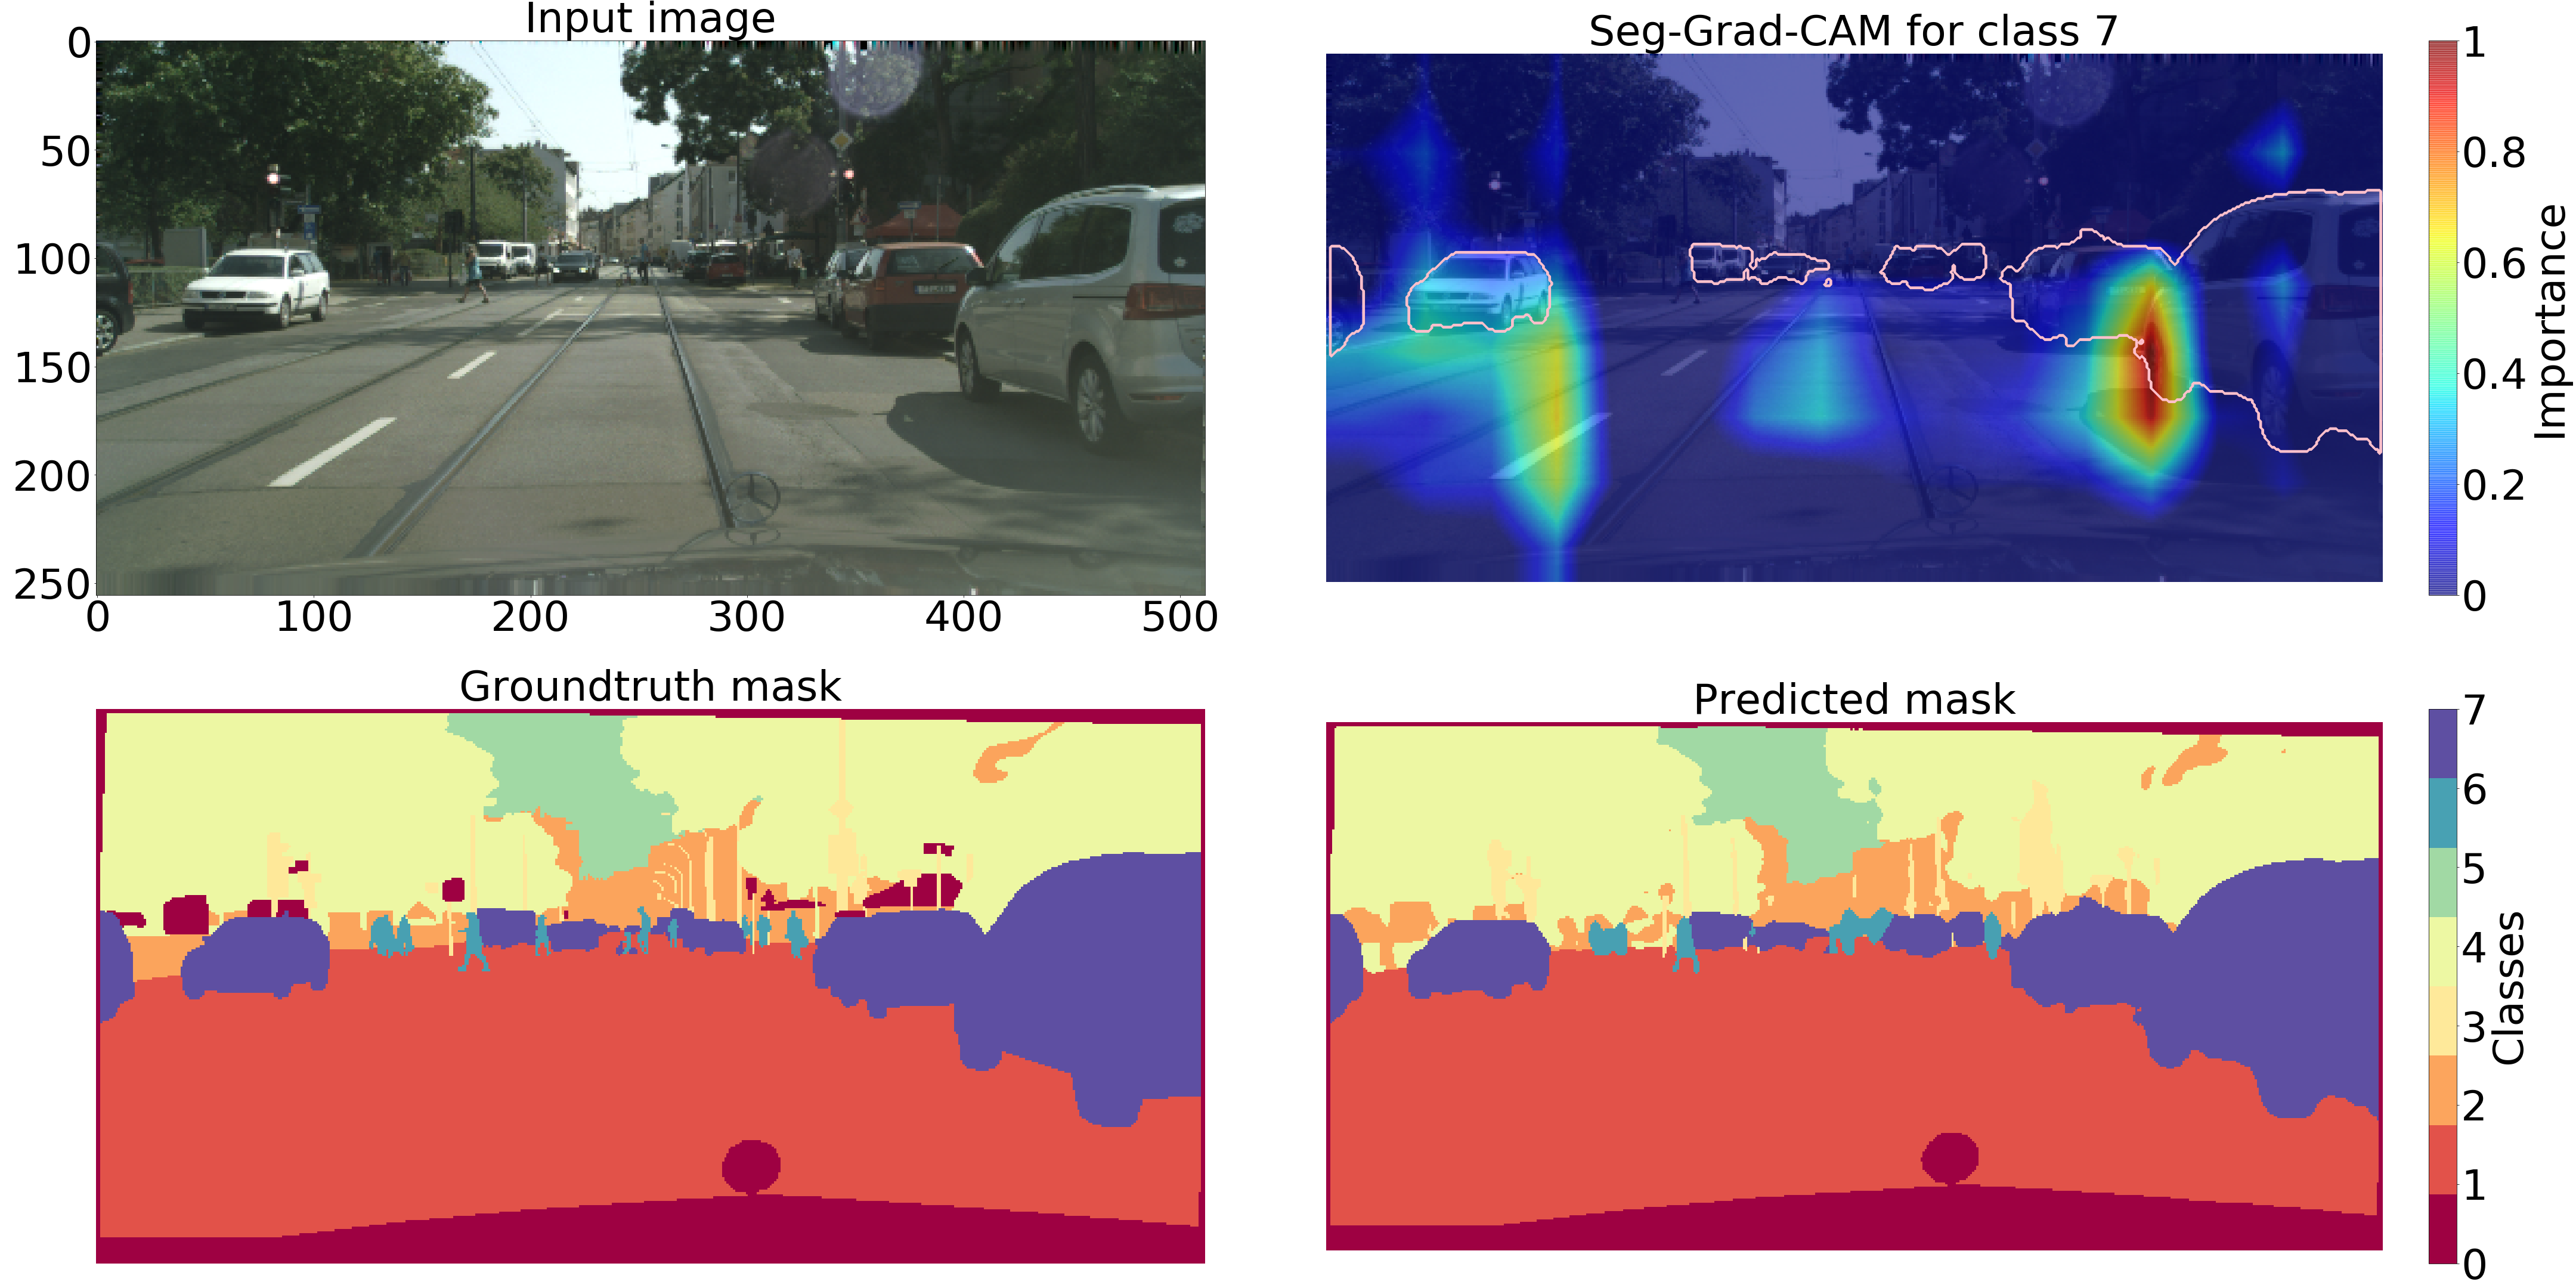 Input image
0
50
100
150
200
250
0 100 200 300 400 500
Seg-Grad-CAM for class 7
1
0.8
0.6
0.4
0.2
0
Importance
Groundtruth mask
Predicted mask
7
6
5
4
3
2
1
0
Classes